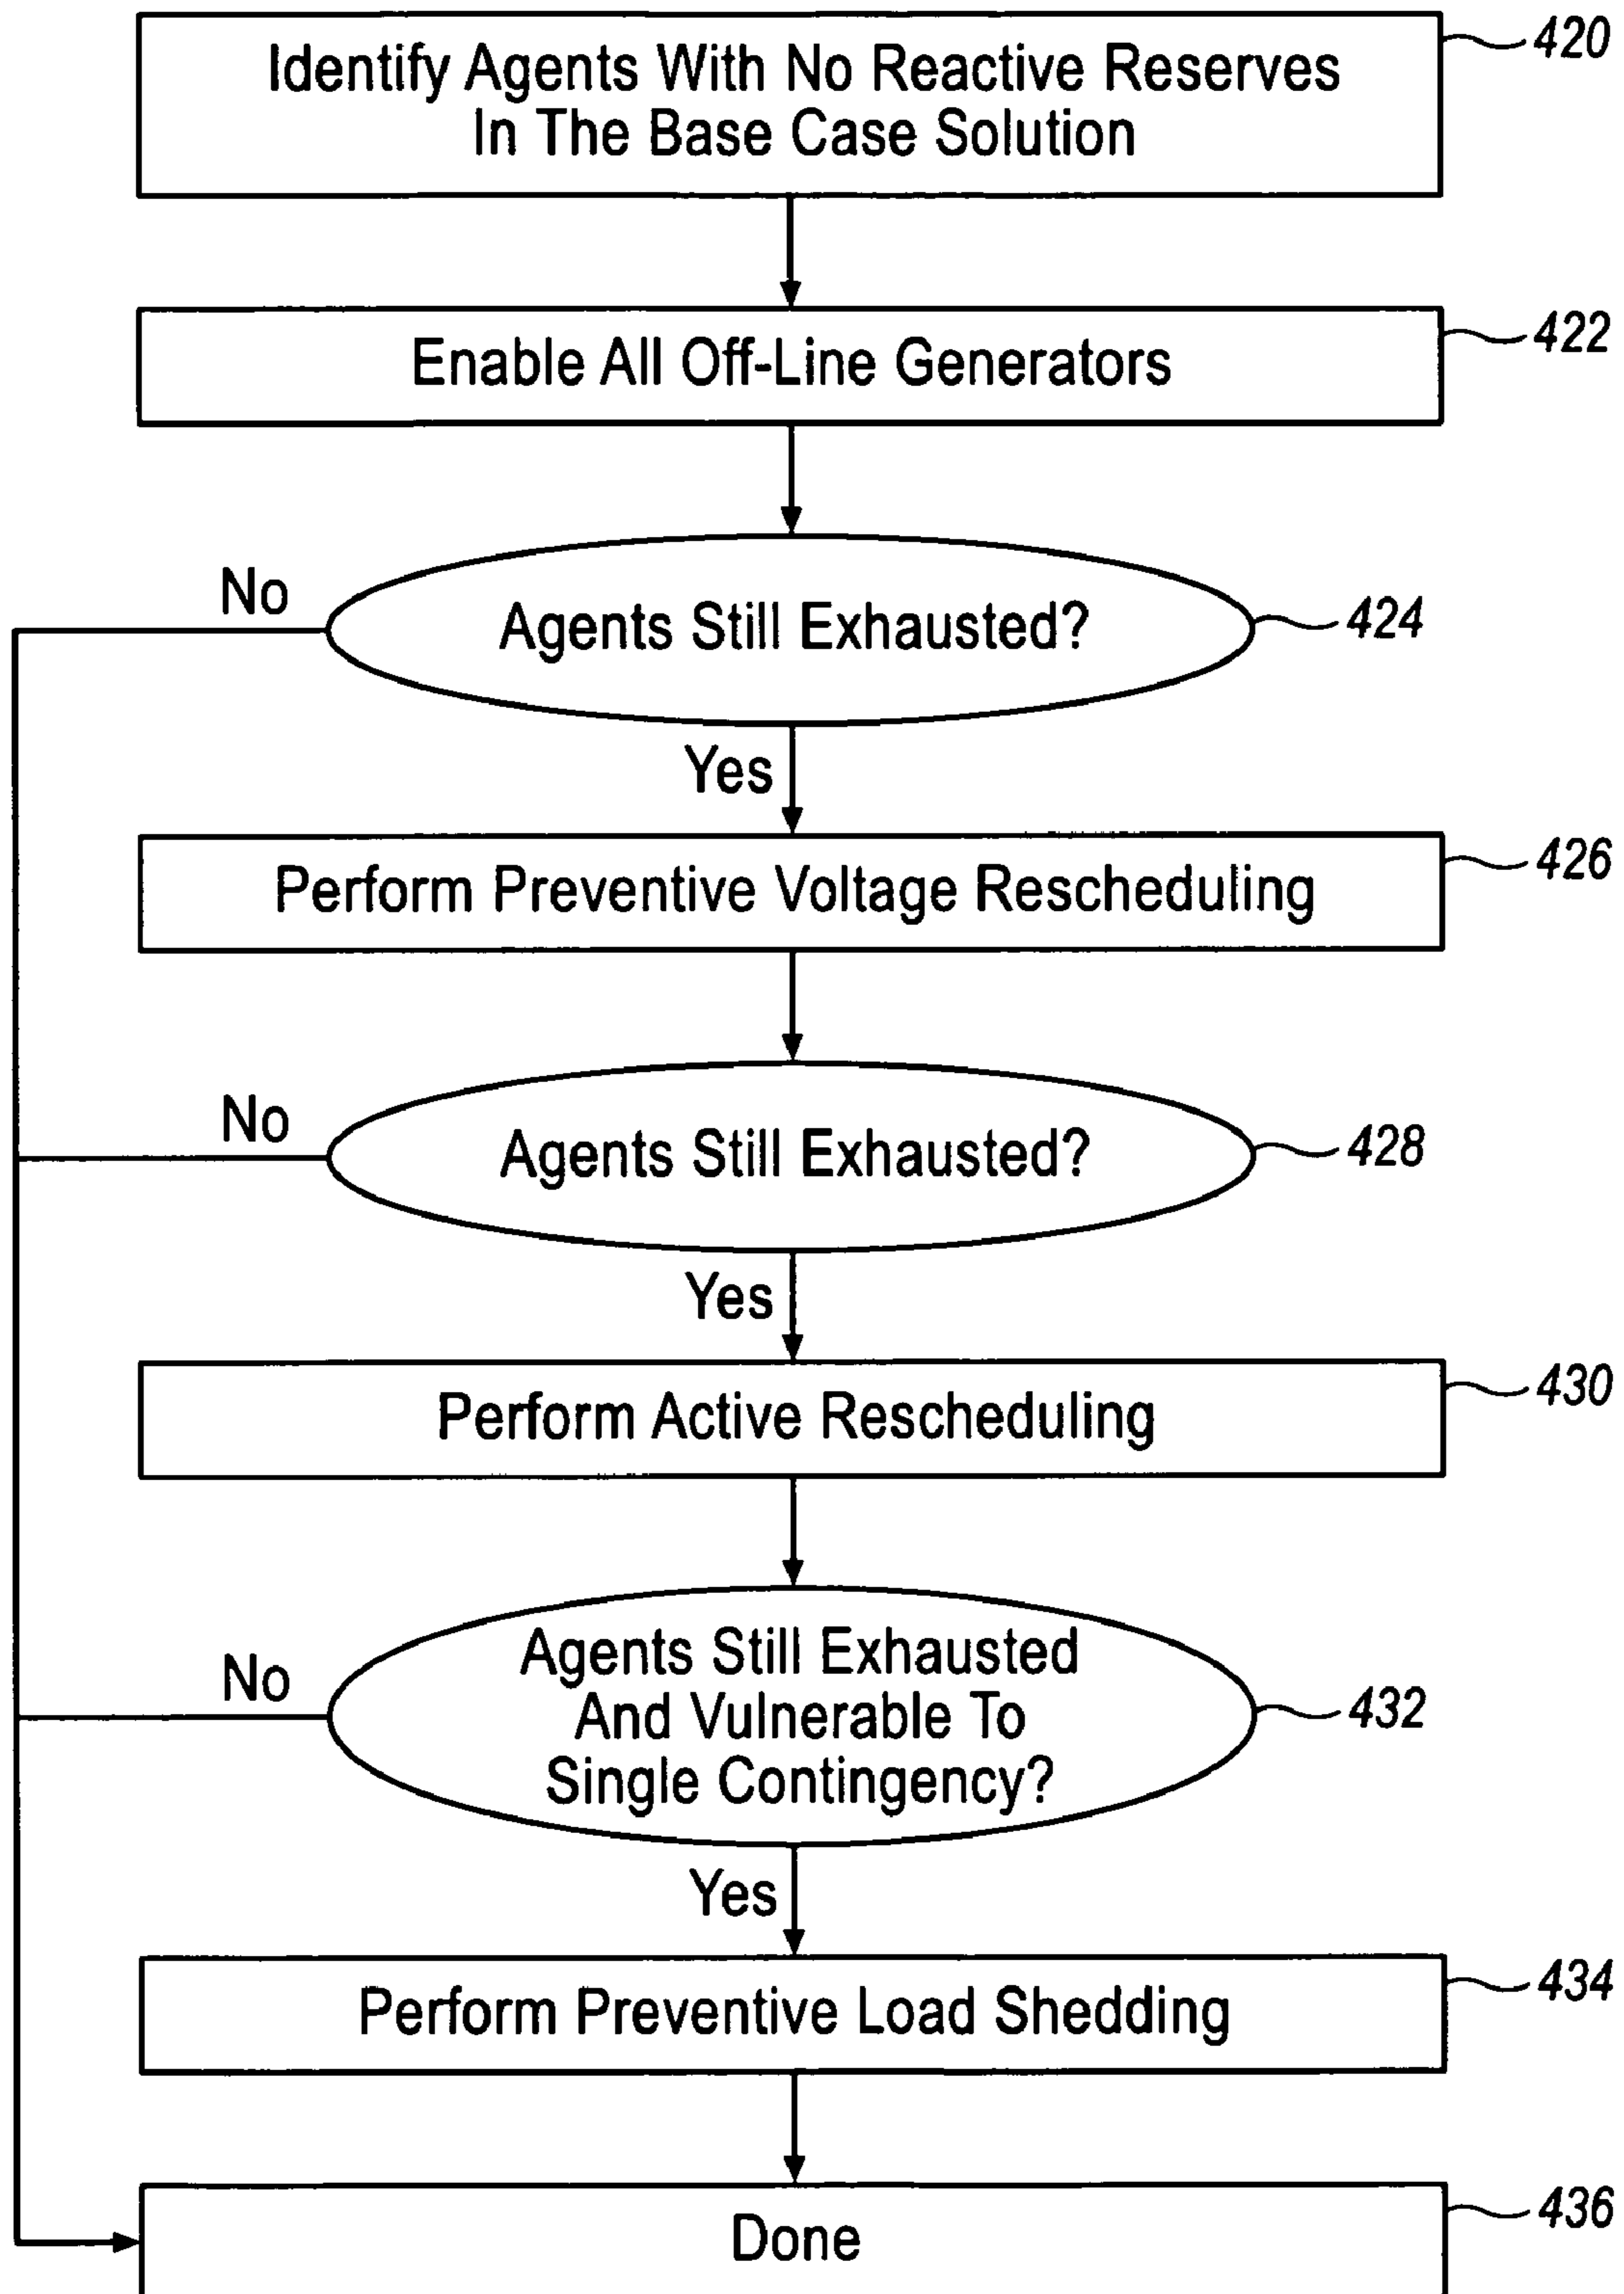 Identify Agents With No Reactive Reserves
In The Base Case Solution
420
Enable All Off-Line Generators
422
No
Agents Still Exhausted?
424
Yes
Perform Preventive Voltage Rescheduling
426
No
Agents Still Exhausted?
428
Yes
Perform Active Rescheduling
430
No
Agents Still Exhausted
And Vulnerable To
Single Contingency?
432
Yes
Perform Preventive Load Shedding
434
Done
436